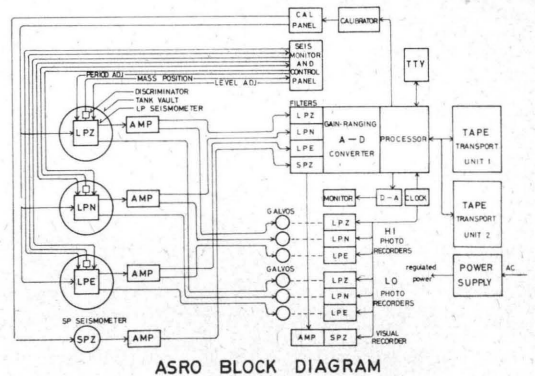 CAL
PANEL
CALIBRATOR
SEIS
MONITOR
AND
CONTROL
PANEL
TTY
PERIOD ADJ
MASS POSITION
LEVEL ADJ
DISCRIMINATOR
TANK VAULT
LP SEISMOMETER
FILTERS
LPZ
AMP
LPZ
LPN
LPE
SPZ
GAIN-RANGING
A-D
CONVERTER
PROCESSOR
TAPE
TRANSPORT
UNIT 1
LPN
AMP
MONITOR
D-A
CLOCK
TAPE
TRANSPORT
UNIT 2
GALVOS
LPZ
LPN
LPE
HI
PHOTO
RECORDERS
LPE
AMP
GALVOS
LPZ
LPN
LPE
LO
PHOTO
RECORDERS
regulated
power
POWER
SUPPLY
AC
SP SEISMOMETER
SPZ
AMP
AMP
SPZ
VISUAL
RECORDER
ASRO BLOCK DIAGRAM